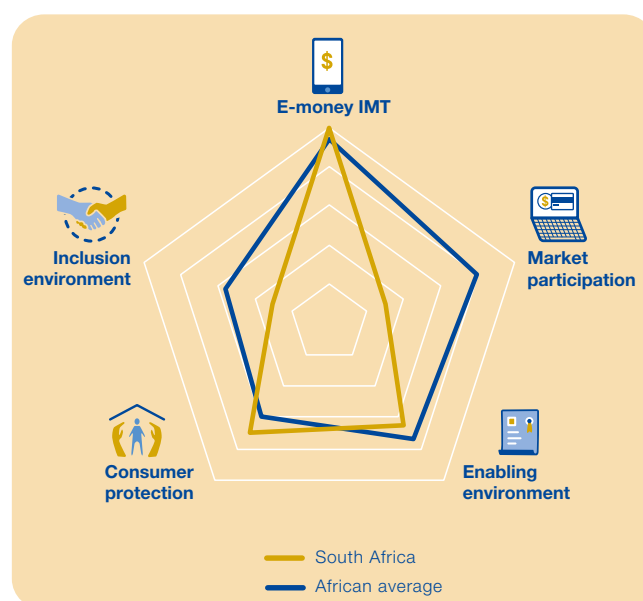 $
E-money IMT
$
Inclusion
environment
Market
participation
Consumer
protection
Enabling
environment
South Africa
African average